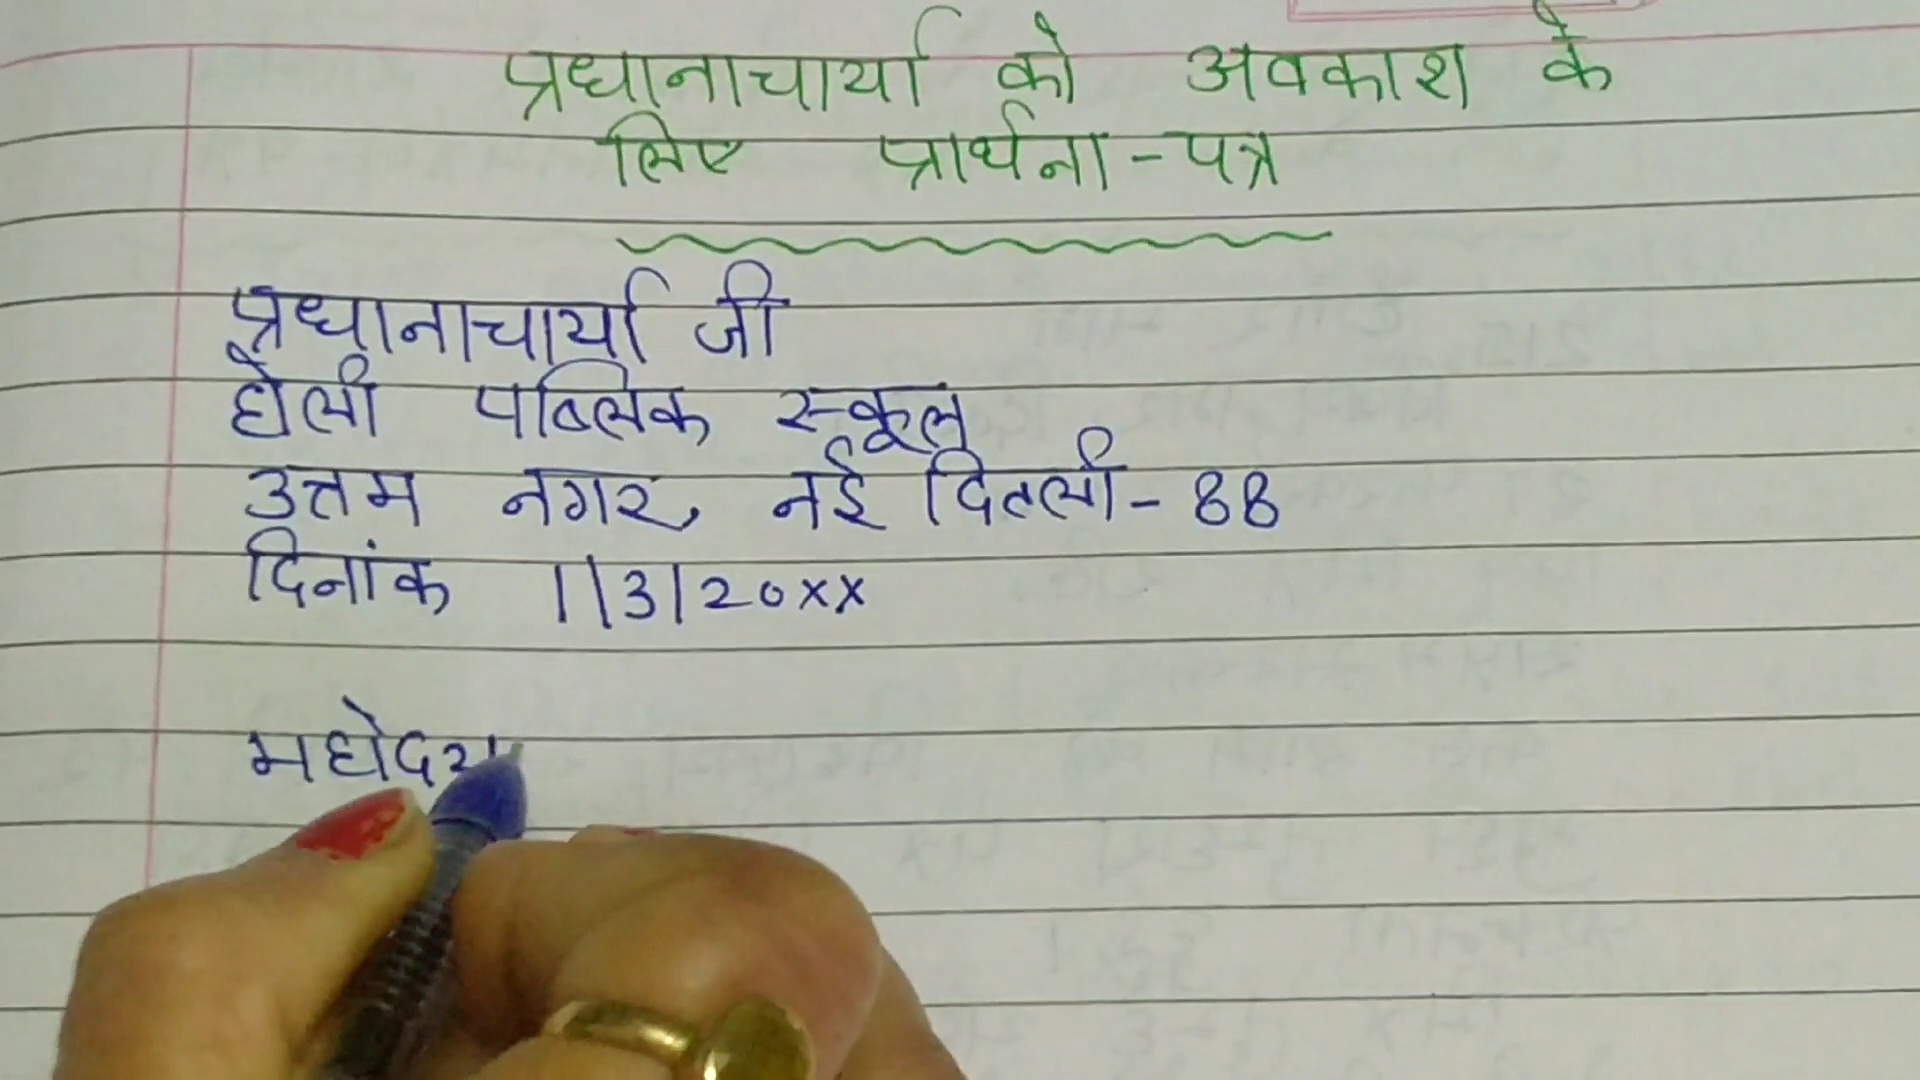 प्रधानाचार्या को अवकाश के
लिए प्रार्थना-पत्र
प्रधानाचार्या जी
होली पब्लिक स्कूल
उत्तम नगर, नई दिल्ली-88
दिनांक 1|3|20xx
महोदया